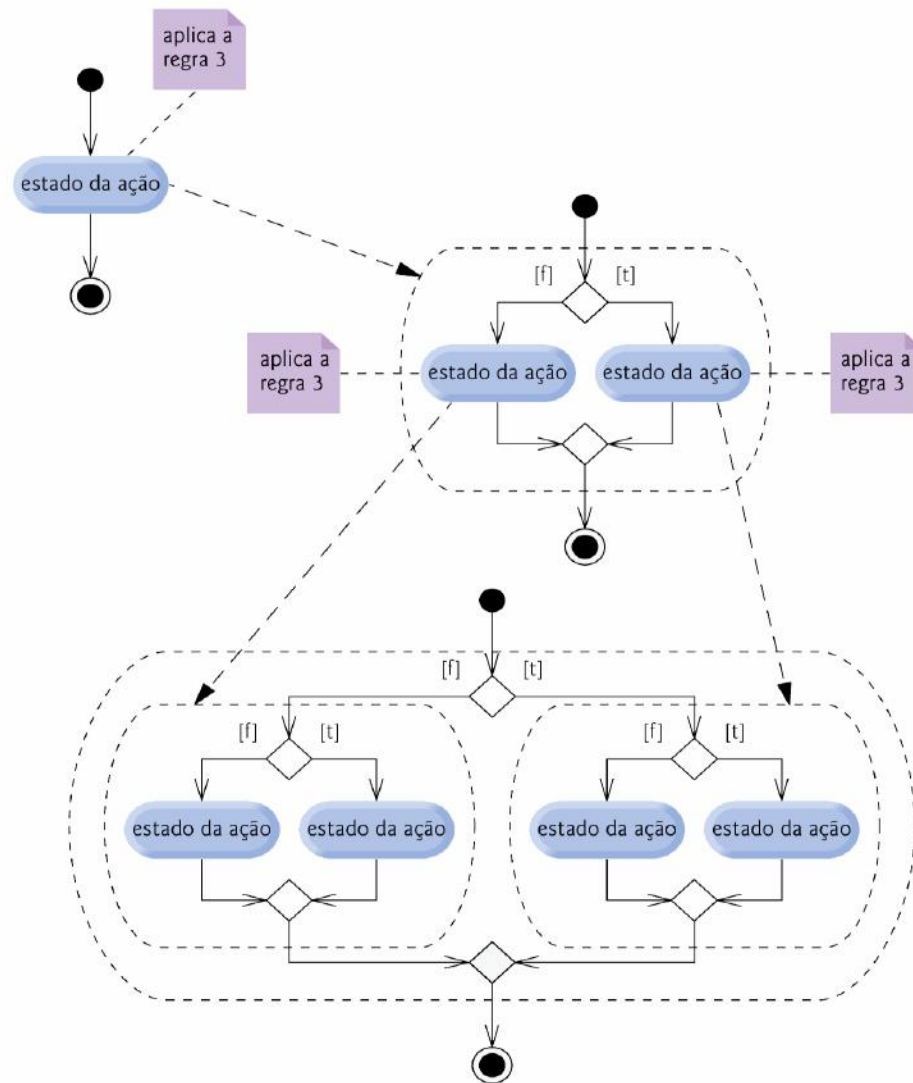 aplica a
regra 3
estado da ação
[f] [t]
aplica a
regra 3
estado da ação
estado da ação
aplica a
regra 3
[f] [t]
[f] [t]
[f] [t]
estado da ação
estado da ação
estado da ação
estado da ação